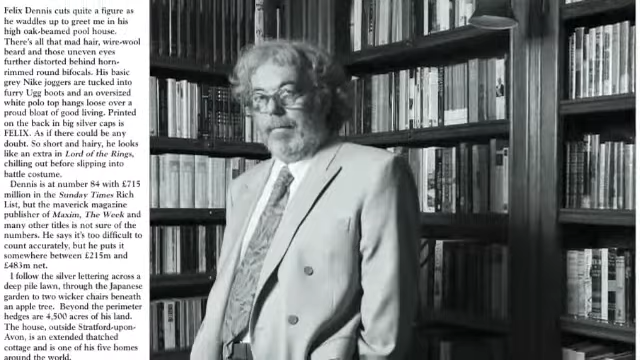 Felix Dennis cuts quite a figure as
he waddles up to greet me in his
high oak-beamed pool house.
There's all that mad hair, wire-wool
beard and those uneven eyes
further distorted behind horn-
rimmed round bifocals. His basic
grey Nike joggers are tucked into
furry Ugg boots and an oversized
white polo top hangs loose over a
proud bloat of good living. Printed
on the back in big silver caps is
FELIX. As if there could be any
doubt. So short and hairy, he looks
like an extra in Lord of the Rings,
chilling out before slipping into
battle costume.
Dennis is at number 84 with £715
million in the Sunday Times Rich
List, but the maverick magazine
publisher of Maxim, The Week and
many other titles is not sure of the
numbers. He says it's too difficult to
count accurately, but he puts it
somewhere between £215m and
£483m net.
I follow the silver lettering across a
deep pile lawn, through the Japanese
garden to two wicker chairs beneath
an apple tree. Beyond the perimeter
hedges are 4,500 acres of his land.
The house, outside Stratford-upon-
Avon, is an extended thatched
cottage and is one of his five homes
around the world.